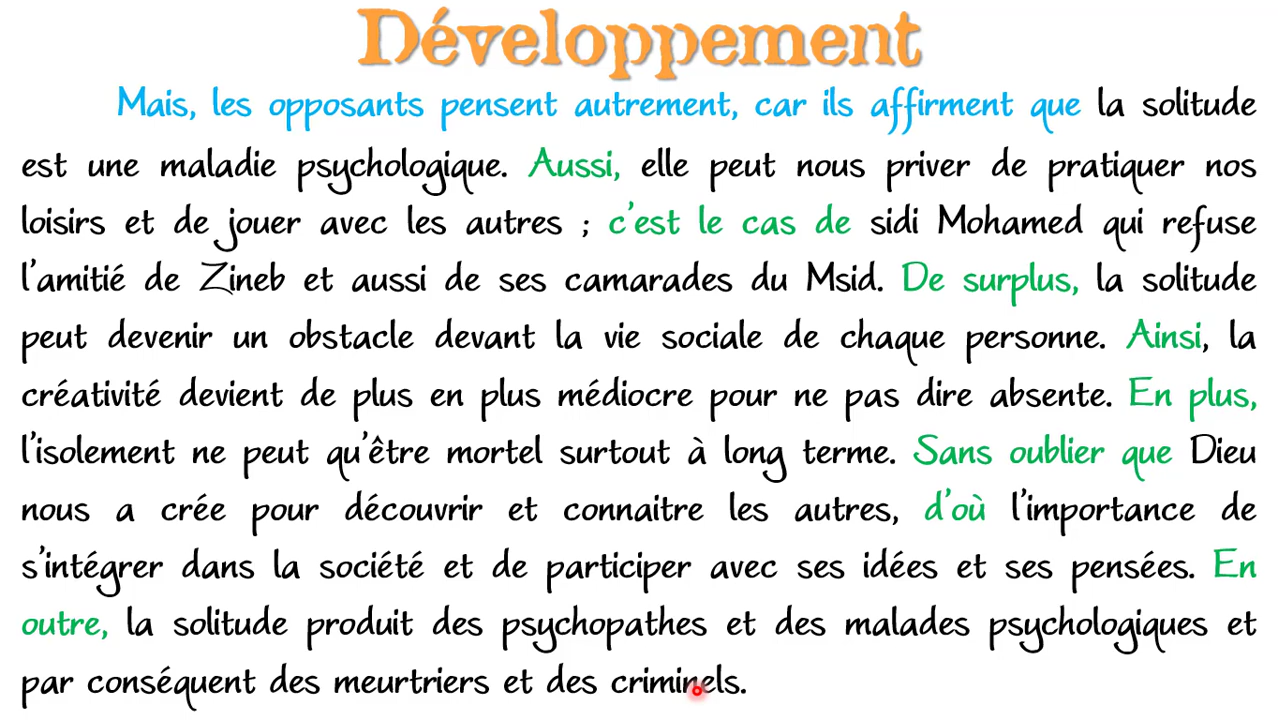 Développement
Mais, les opposants pensent autrement, car ils affirment que la solitude
est une maladie psychologique. Aussi, elle peut nous priver de pratiquer nos
loisirs et de jouer avec les autres ; c'est le cas de sidi Mohamed qui refuse
l'amitié de Zineb et aussi de ses camarades du Msid. De surplus, la solitude
peut devenir un obstacle devant la vie sociale de chaque personne. Ainsi, la
créativité devient de plus en plus médiocre pour ne pas dire absente. En plus,
l'isolement ne peut qu'être mortel surtout à long terme. Sans oublier que Dieu
nous a crée pour découvrir et connaitre les autres, d'où l'importance de
s'intégrer dans la société et de participer avec ses idées et ses pensées. En
outre, la solitude produit des psychopathes et des malades psychologiques et
par conséquent des meurtriers et des criminels.